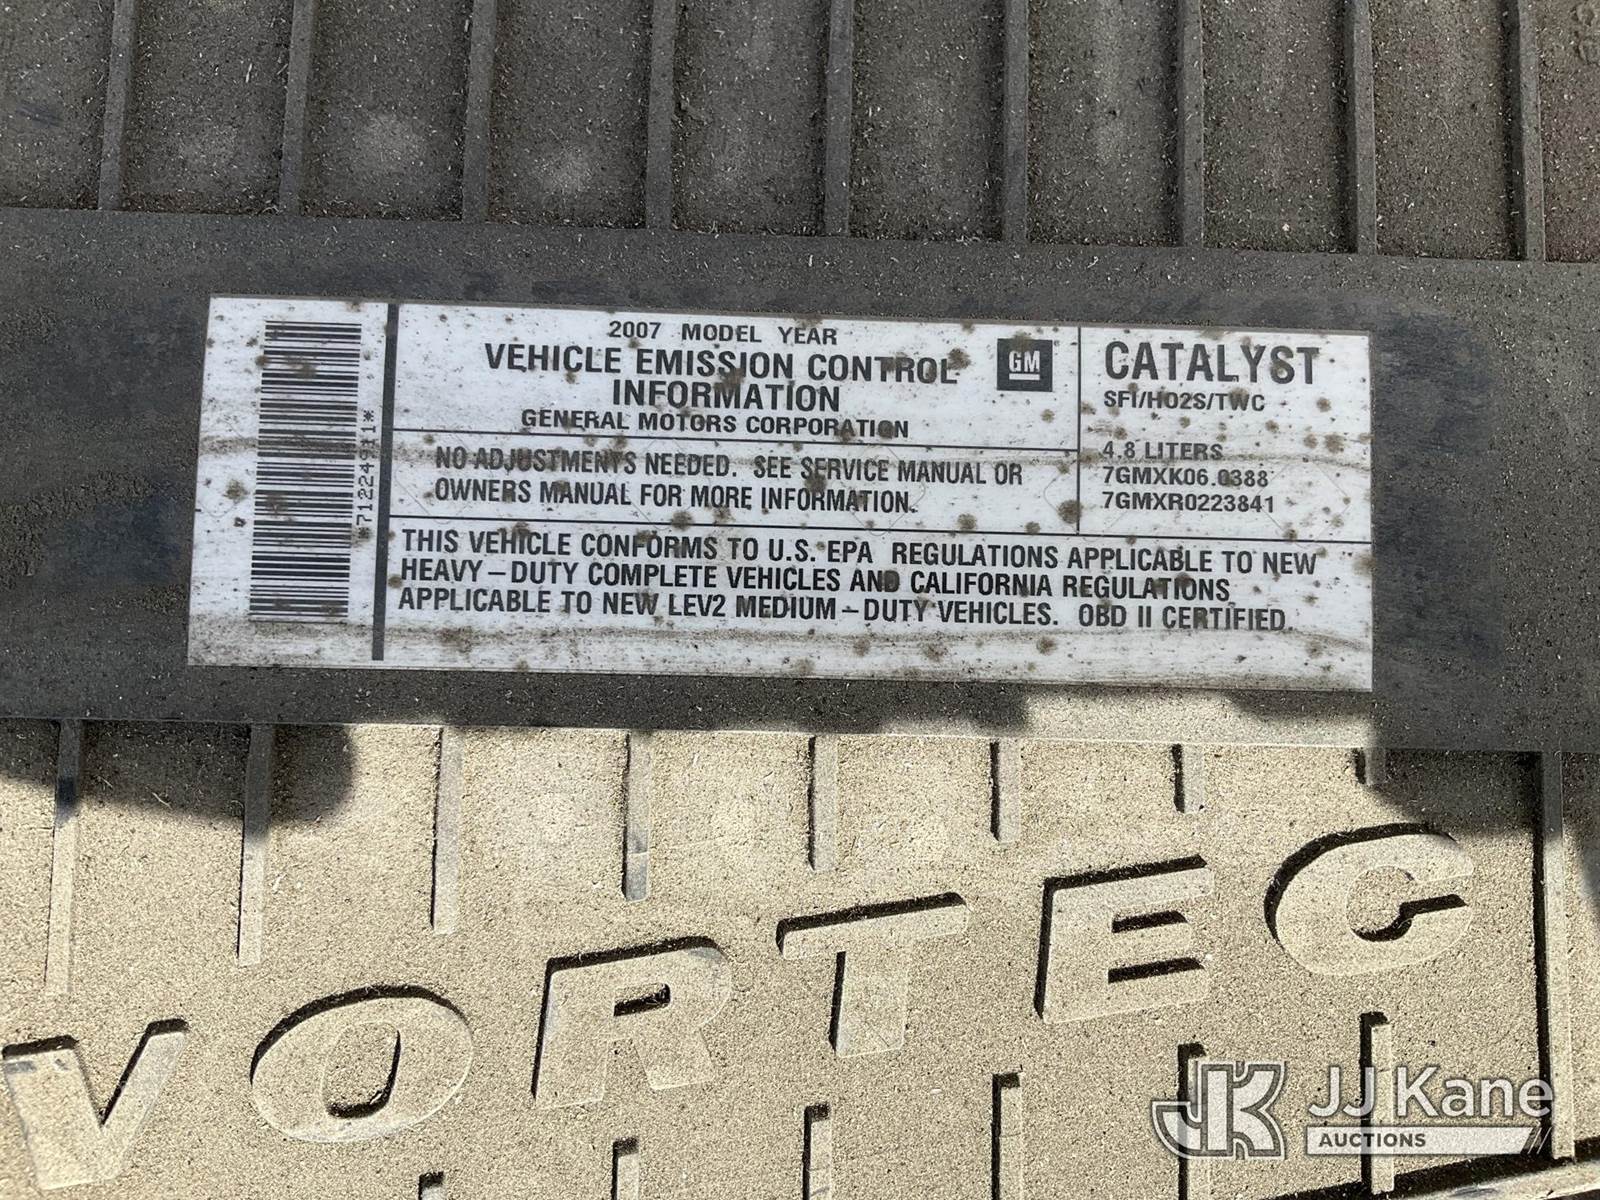 2007 MODEL YEAR
VEHICLE EMISSION CONTROL
INFORMATION
GENERAL MOTORS CORPORATION
GM
CATALYST
SFI/HO2S/TWC
4.8 LITERS
7GMXK06.0388
7GMXR0223841
NO ADJUSTMENTS NEEDED. SEE SERVICE MANUAL OR
OWNERS MANUAL FOR MORE INFORMATION.
THIS VEHICLE CONFORMS TO U.S. EPA REGULATIONS APPLICABLE TO NEW
HEAVY-DUTY COMPLETE VEHICLES AND CALIFORNIA REGULATIONS
APPLICABLE TO NEW LEV2 MEDIUM-DUTY VEHICLES. OBD II CERTIFIED.
VORTEC
JK JJ Kane
AUCTIONS